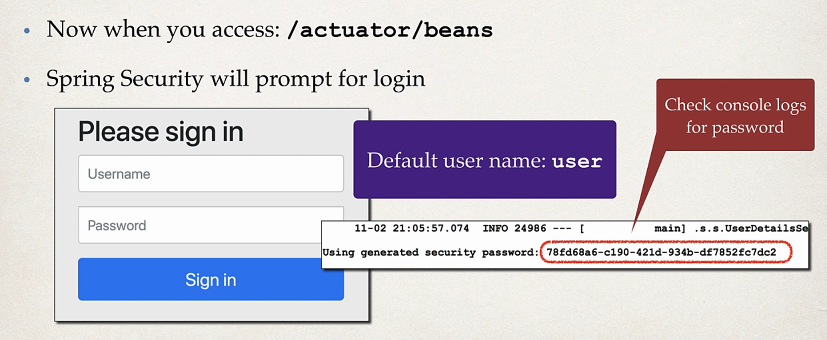 Now when you access: /actuator/beans
Spring Security will prompt for login
Check console logs
for password
Please sign in
Username
Default user name: user
Password
11-02 21:05:57.074 INFO 24986 --- [ main] .s.s.UserDetailsSe
Using generated security password: 78fd68a6-c190-421d-934b-df7852fc7dc2
Sign in